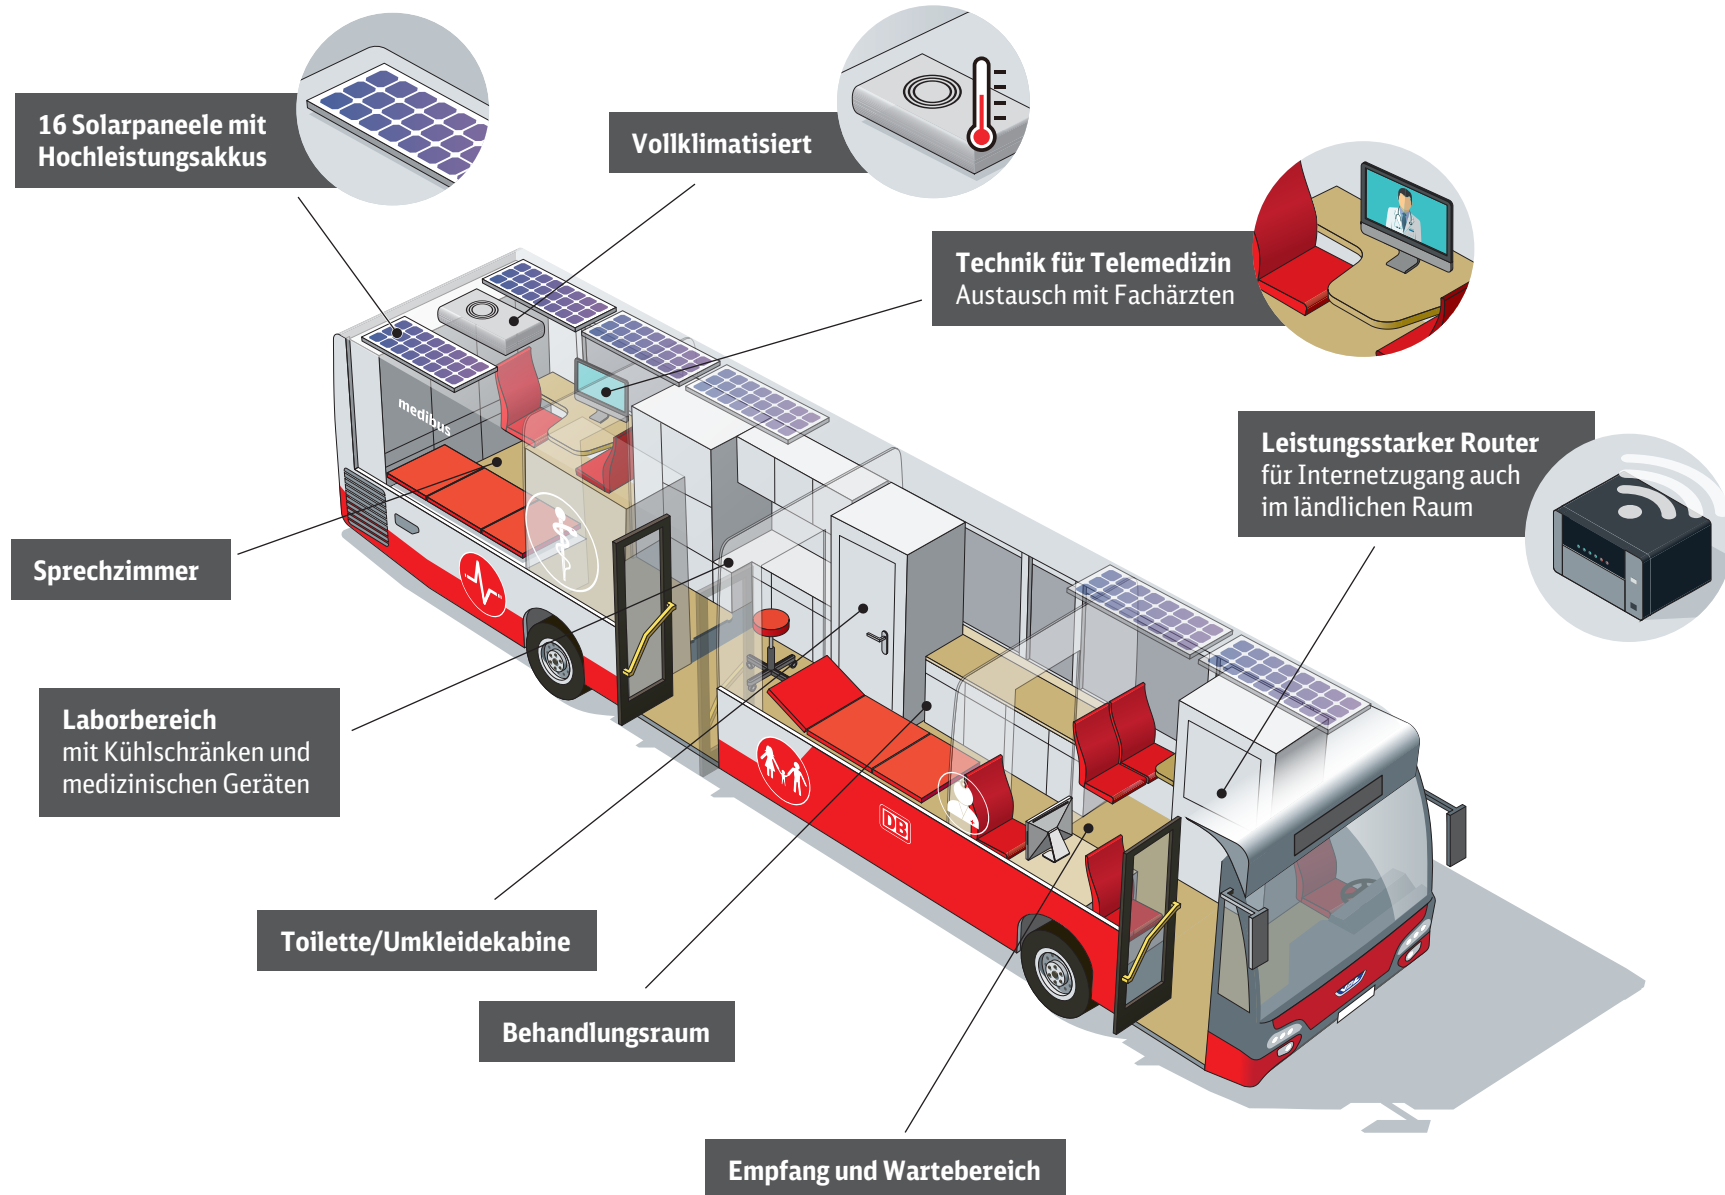 16 Solarpaneele mit
Hochleistungsakkus
Vollklimatisiert
Technik für Telemedizin
Austausch mit Fachärzten
Leistungsstarker Router
für Internetzugang auch
im ländlichen Raum
medibus
Sprechzimmer
Laborbereich
mit Kühlschränken und
medizinischen Geräten
DB
Toilette/Umkleidekabine
Behandlungsraum
Empfang und Wartebereich